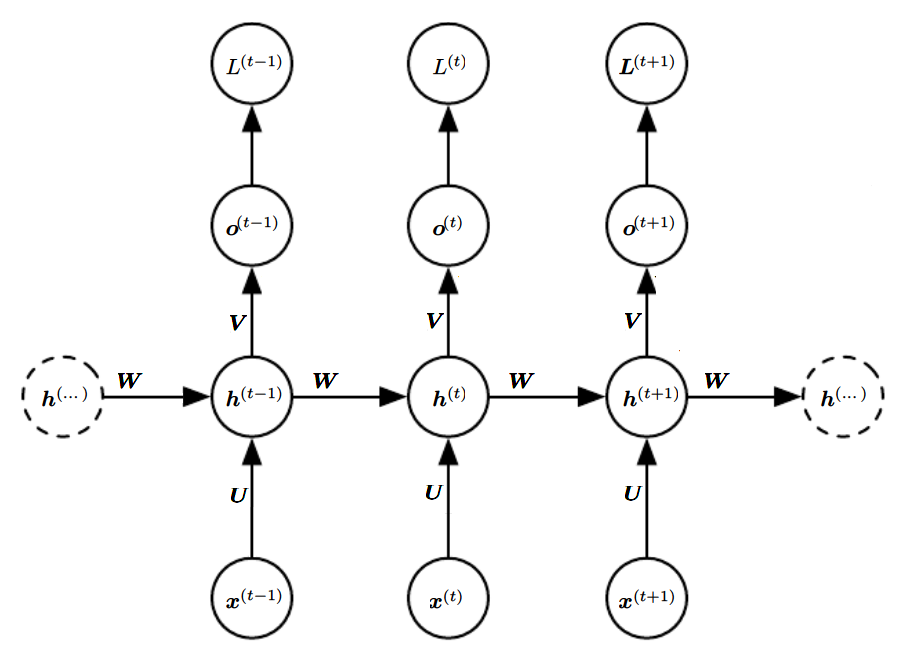 L^(t−1) L^(t) L^(t+1)
o^(t−1) o^(t) o^(t+1)
V V V
W W W W
h^(...) h^(t−1) h^(t) h^(t+1) h^(...)
U U U
x^(t−1) x^(t) x^(t+1)